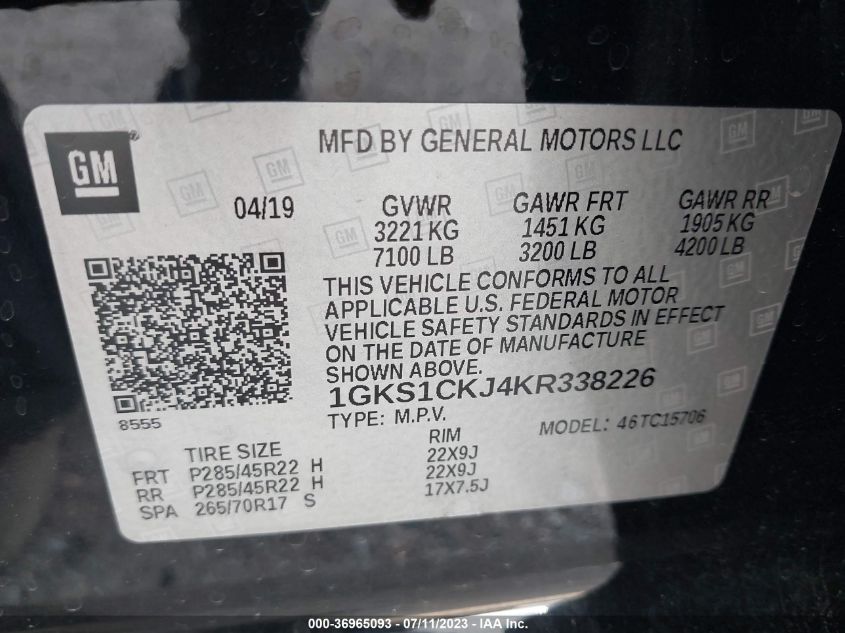 GM
®
MFD BY GENERAL MOTORS LLC
04/19
GVWR
3221 KG
7100 LB
GAWR FRT
1451 KG
3200 LB
GAWR RR
1905 KG
4200 LB
THIS VEHICLE CONFORMS TO ALL
APPLICABLE U.S. FEDERAL MOTOR
VEHICLE SAFETY STANDARDS IN EFFECT
ON THE DATE OF MANUFACTURE
SHOWN ABOVE.
1GKS1CKJ4KR338226
TYPE: M.P.V.
MODEL: 46TC15706
8555
TIRE SIZE
RIM
FRT P285/45R22 H 22X9J
RR P285/45R22 H 22X9J
SPA 265/70R17 S 17X7.5J
000-36965093 - 07/11/2023 - IAAI.com